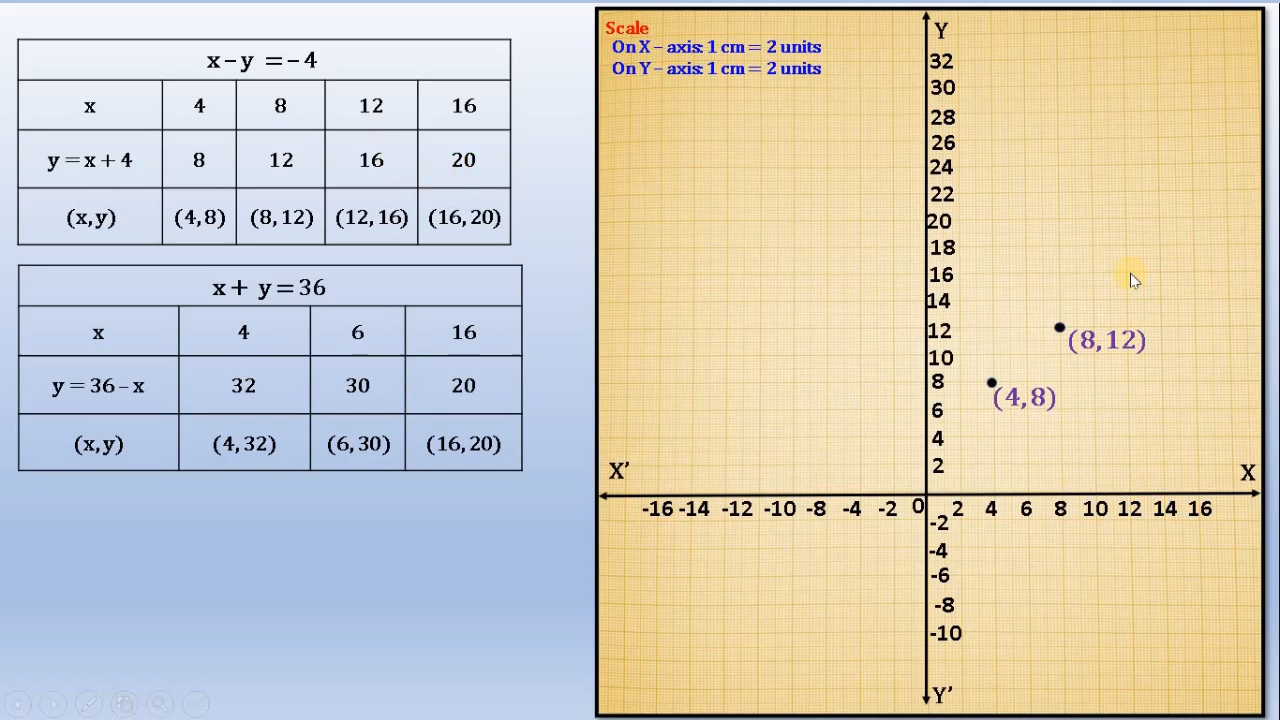 x – y = – 4
x 4 8 12 16
y = x + 4 8 12 16 20
(x,y) (4,8) (8,12) (12,16) (16,20)
x + y = 36
x 4 6 16
y = 36 – x 32 30 20
(x,y) (4,32) (6,30) (16,20)
Scale
On X – axis: 1 cm = 2 units
On Y – axis: 1 cm = 2 units
Y
32
30
28
26
24
22
20
18
16
14
12
(8,12)
10
8
(4,8)
6
4
2
X' X
-16 -14 -12 -10 -8 -4 -2 0 2 4 6 8 10 12 14 16
-2
-4
-6
-8
-10
Y'